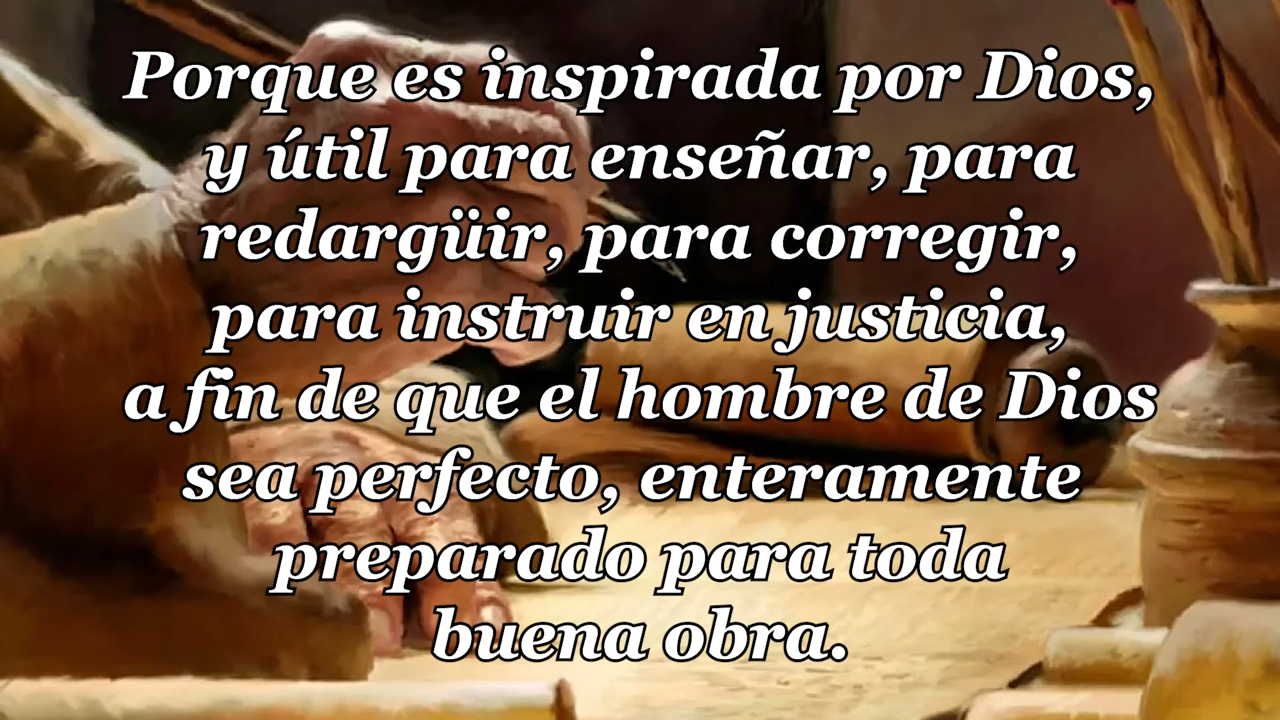 Porque es inspirada por Dios,
y útil para enseñar, para
redargüir, para corregir,
para instruir en justicia,
a fin de que el hombre de Dios
sea perfecto, enteramente
preparado para toda
buena obra.